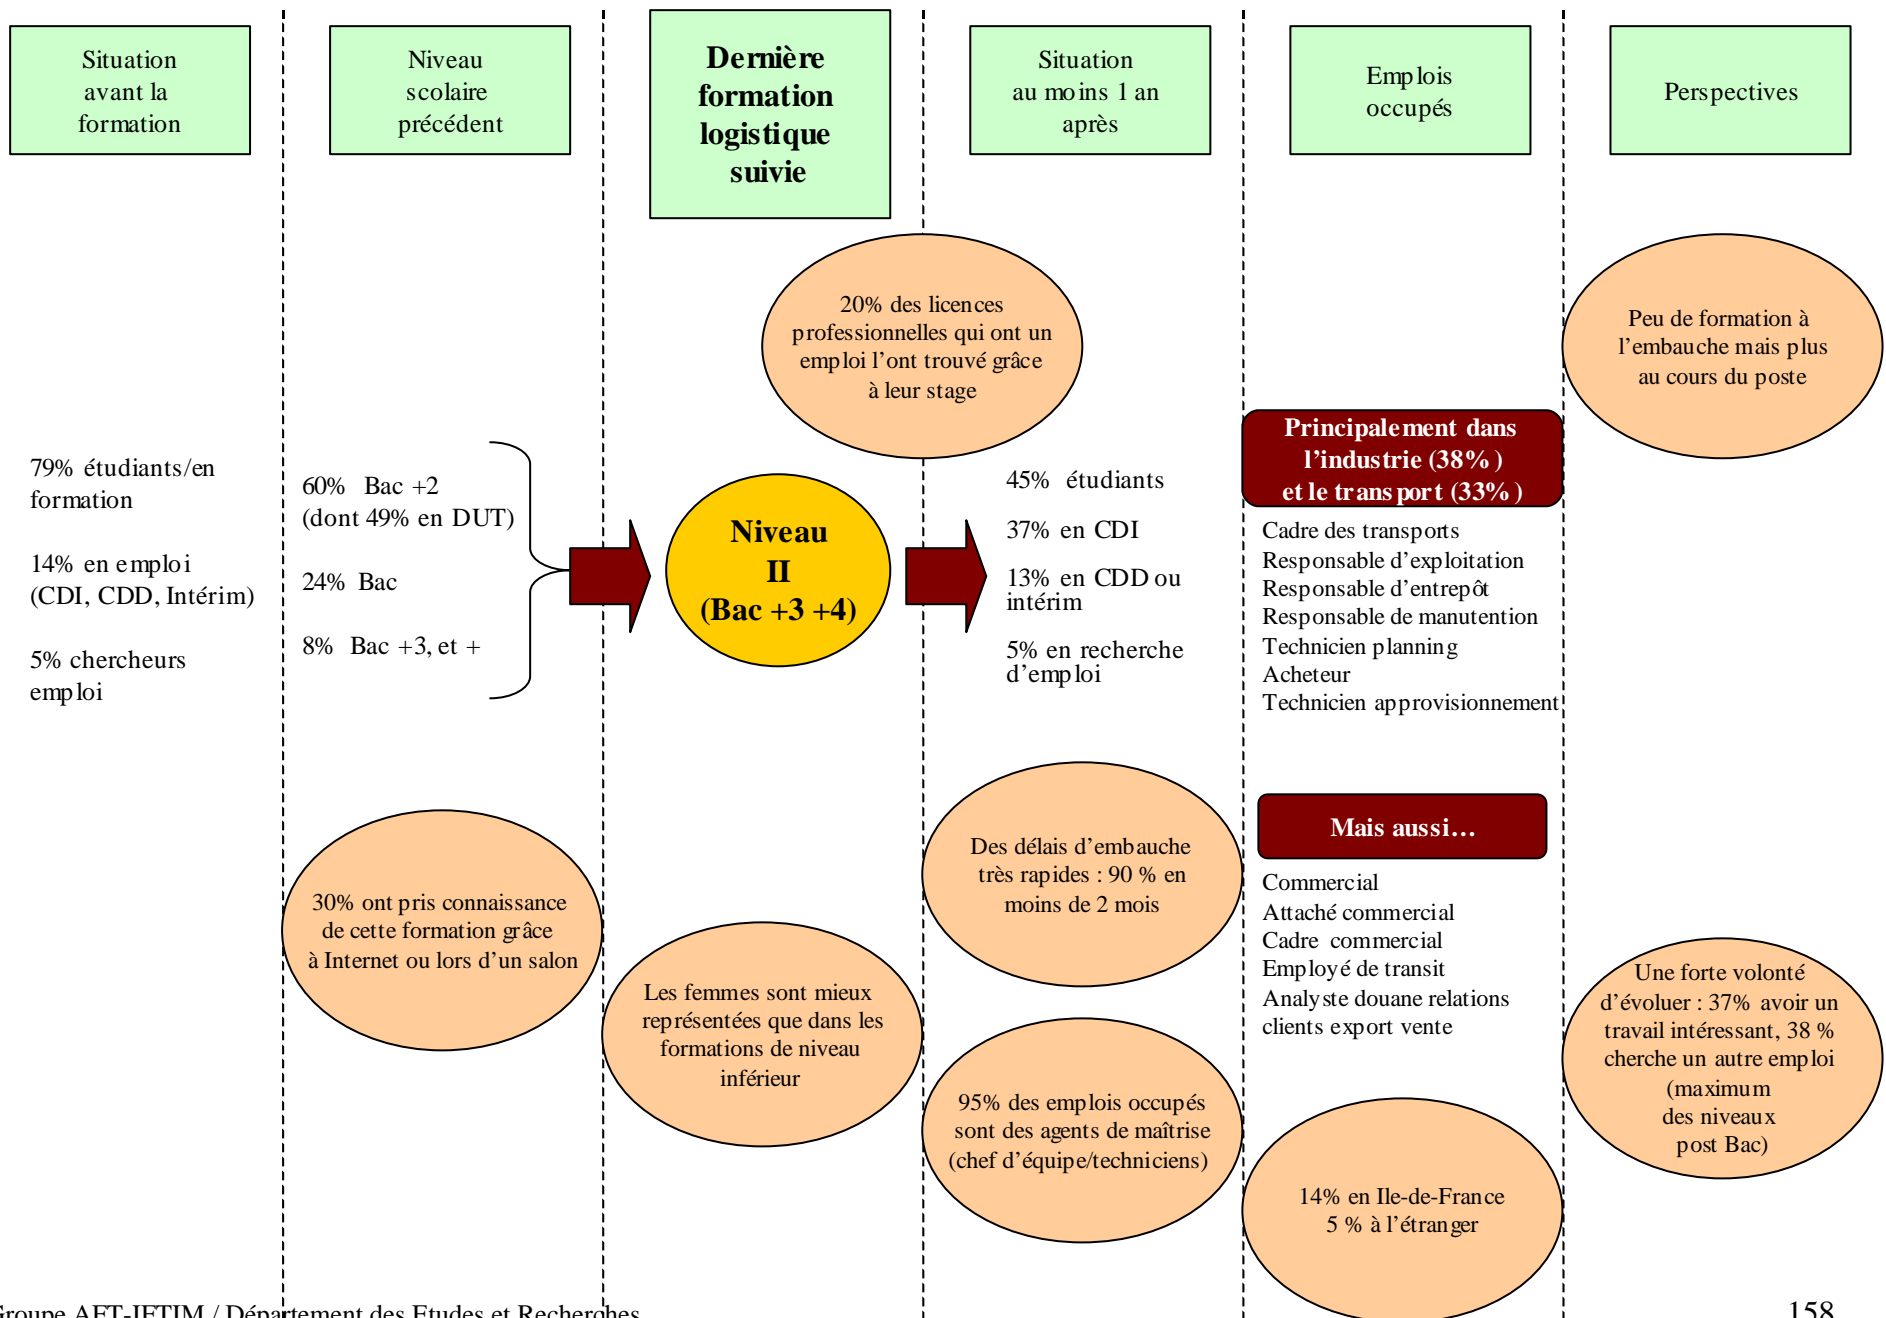 Situation
avant la
formation
Niveau
scolaire
précédent
Dernière
formation
logistique
suivie
Situation
au moins 1 an
après
Emplois
occupés
Perspectives
20% des licences
professionnelles qui ont un
emploi l’ont trouvé grâce
à leur stage
Peu de formation à
l’embauche mais plus
au cours du poste
79% étudiants/en
formation
14% en emploi
(CDI, CDD, Intérim)
5% chercheurs
emploi
60% Bac +2
(dont 49% en DUT)
24% Bac
8% Bac +3, et +
Niveau
II
(Bac +3 +4)
45% étudiants
37% en CDI
13% en CDD ou
intérim
5% en recherche
d’emploi
Principalement dans
l’industrie (38%)
et le transport (33%)
Cadre des transports
Responsable d’exploitation
Responsable d’entrepôt
Responsable de manutention
Technicien planning
Acheteur
Technicien approvisionnement
Mais aussi…
Commercial
Attaché commercial
Cadre commercial
Employé de transit
Analyste douane relations
clients export vente
30% ont pris connaissance
de cette formation grâce
à Internet ou lors d’un salon
Les femmes sont mieux
représentées que dans les
formations de niveau
inférieur
Des délais d’embauche
très rapides : 90 % en
moins de 2 mois
95% des emplois occupés
sont des agents de maîtrise
(chef d’équipe/techniciens)
14% en Ile-de-France
5 % à l’étranger
Une forte volonté
d’évoluer : 37% avoir un
travail intéressant, 38 %
cherche un autre emploi
(maximum
des niveaux
post Bac)
Groupe AFT-IFTIM / Département des Etudes et Recherches
158